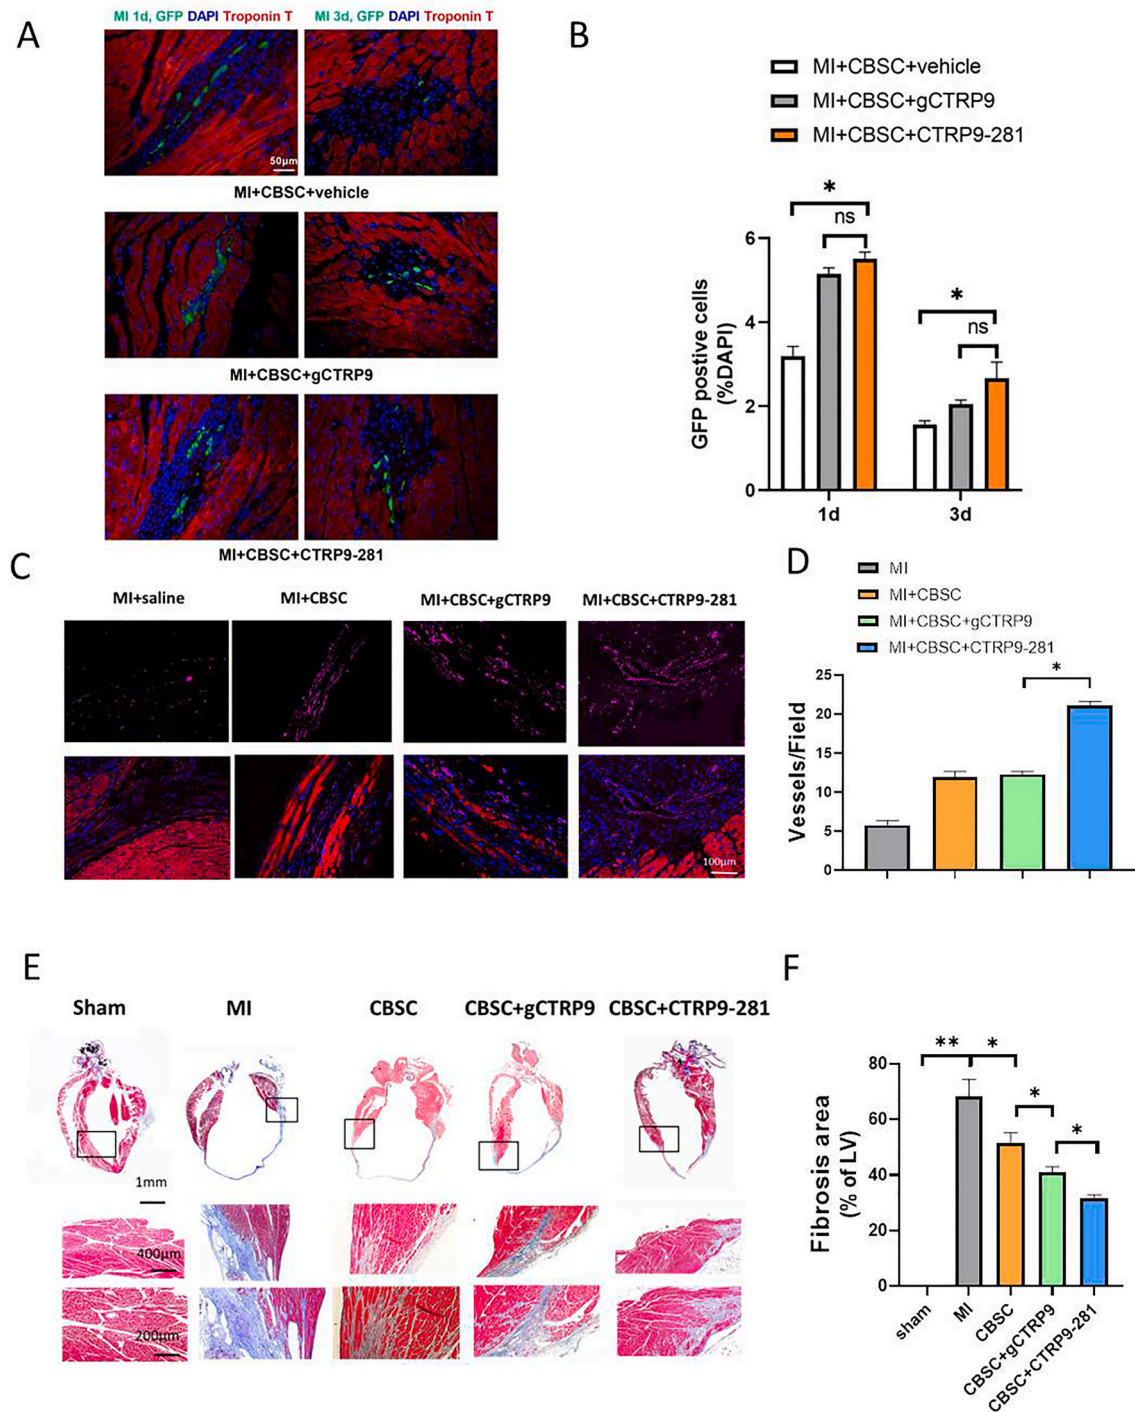 A
MI 1d, GFP DAPI Troponin T
MI 3d, GFP DAPI Troponin T
50μm
MI+CBSC+vehicle
MI+CBSC+gCTRP9
MI+CBSC+CTRP9-281
B
MI+CBSC+vehicle
MI+CBSC+gCTRP9
MI+CBSC+CTRP9-281
*
ns
*
ns
GFP postive cells
(%DAPI)
6
4
2
0
1d
3d
C
MI+saline
MI+CBSC
MI+CBSC+gCTRP9
MI+CBSC+CTRP9-281
100μm
D
MI
MI+CBSC
MI+CBSC+gCTRP9
MI+CBSC+CTRP9-281
*
Vessels/Field
25
20
15
10
5
0
E
Sham
MI
CBSC
CBSC+gCTRP9
CBSC+CTRP9-281
1mm
400μm
200μm
F
**
*
*
*
Fibrosis area
(% of LV)
80
60
40
20
0
sham
MI
CBSC
CBSC+gCTRP9
CBSC+CTRP9-281